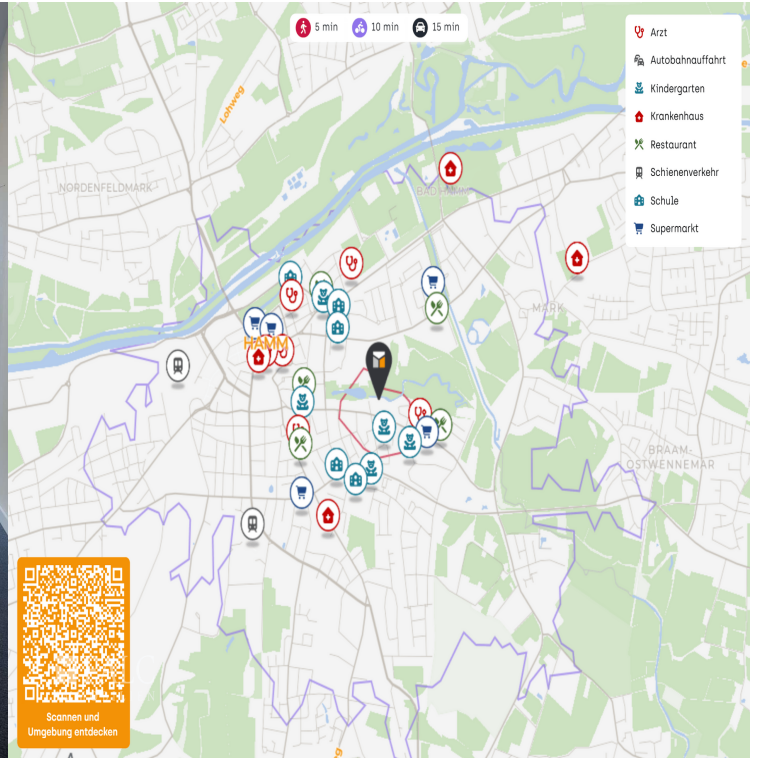 5 min
10 min
15 min
Arzt
Autobahnauffahrt
Kindergarten
Krankenhaus
Restaurant
Schienenverkehr
Schule
Supermarkt
Lohweg
NORDENFELDMARK
MARK
HAMM
BRAAM-
OSTWENNEMAR
Scannen und
Umgebung entdecken